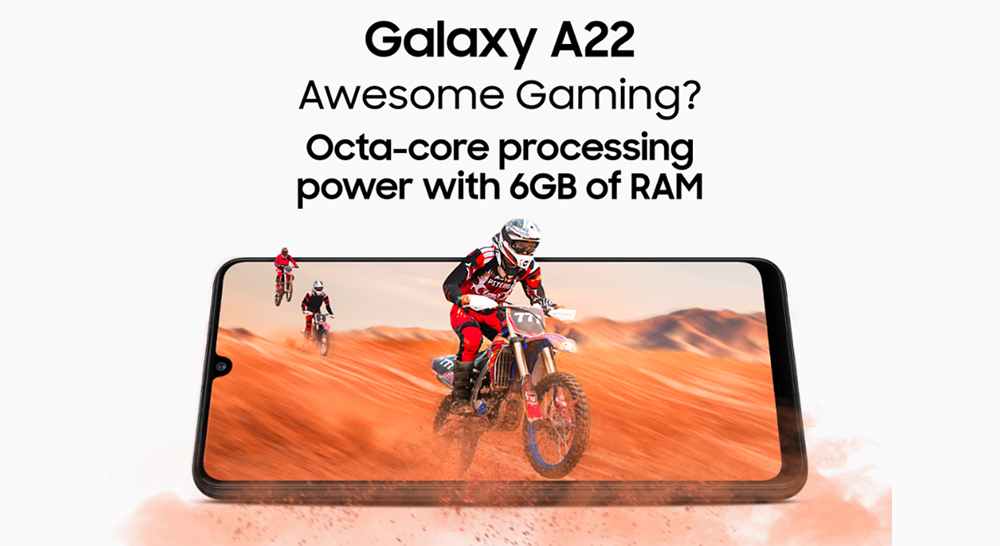 Galaxy A22
Awesome Gaming?
Octa-core processing
power with 6GB of RAM